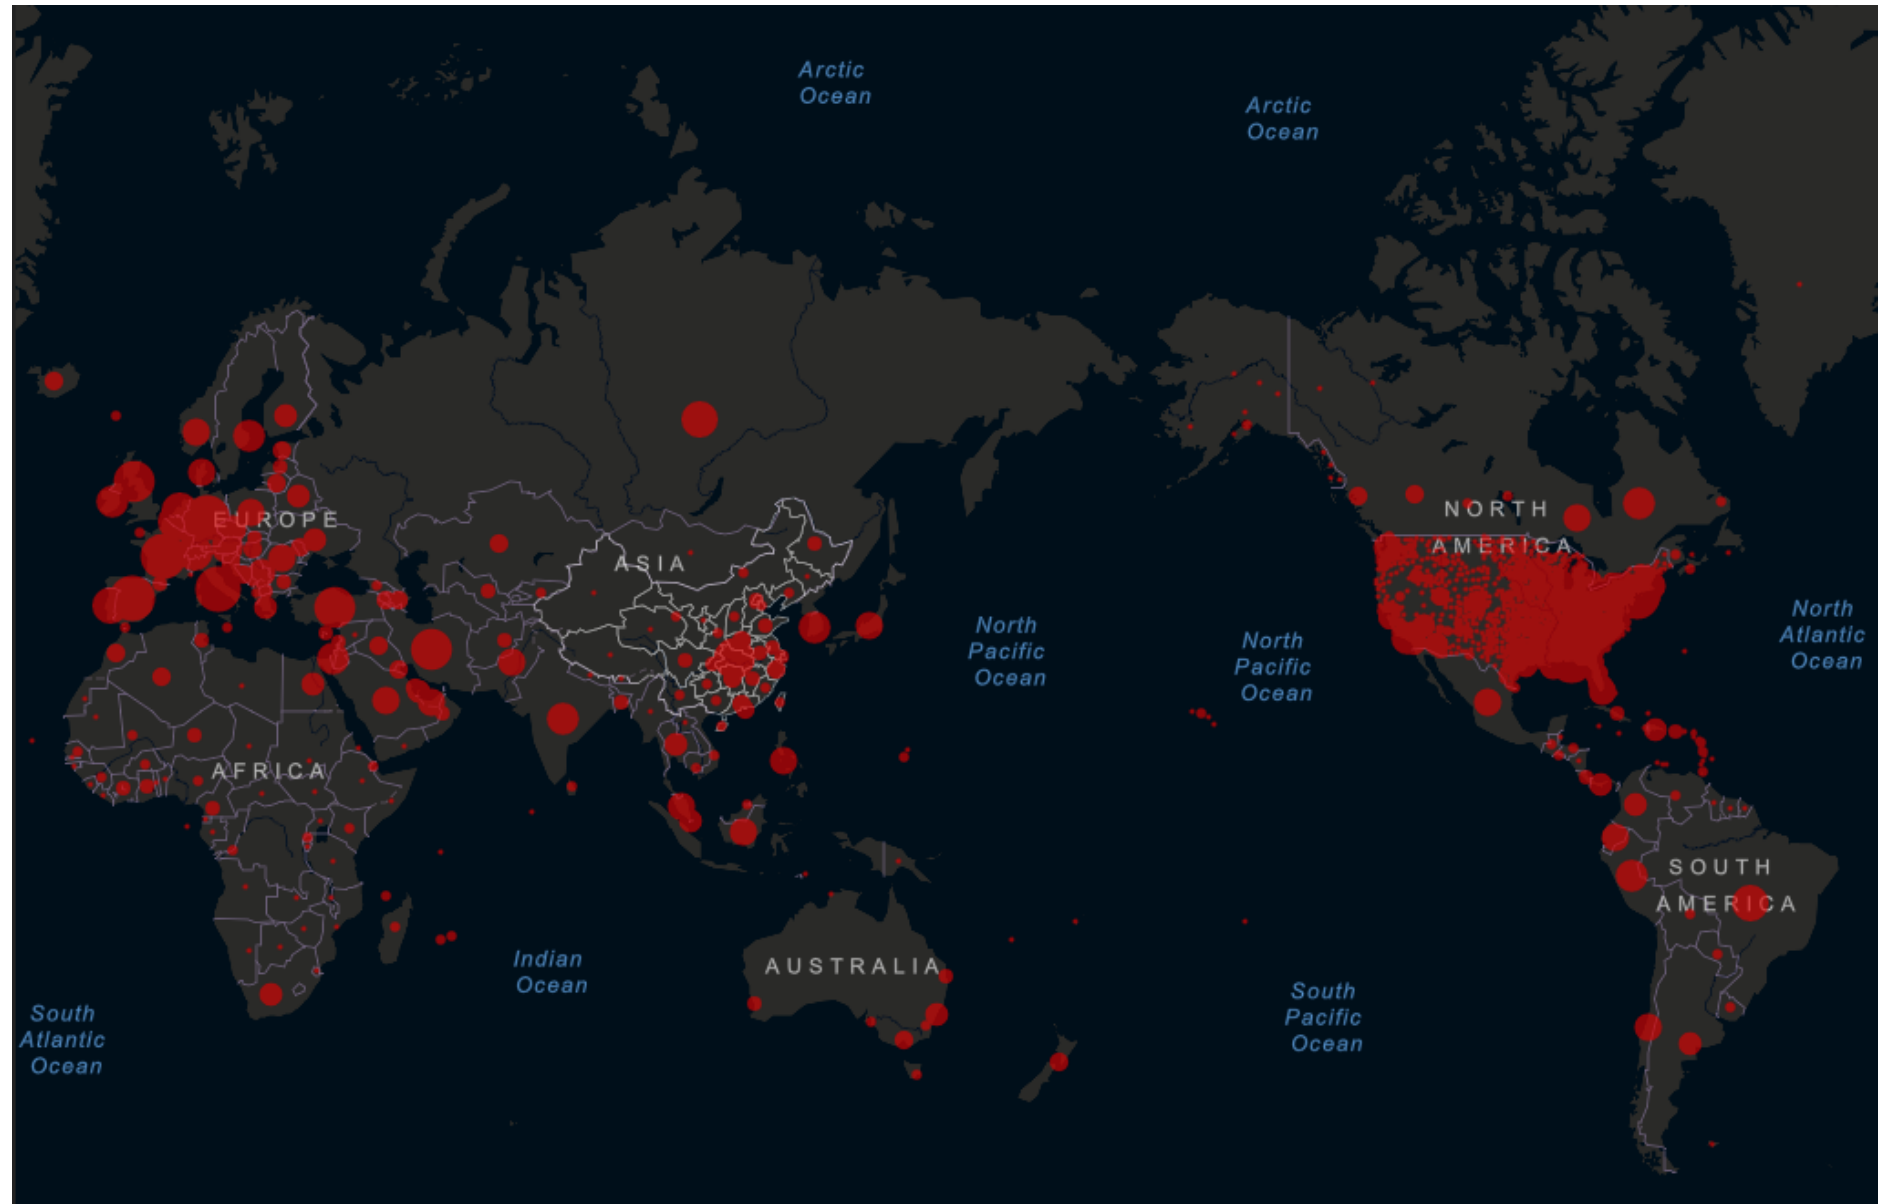 Arctic
Ocean
Arctic
Ocean
NORTH
AMERICA
EUROPE
ASIA
North
Pacific
Ocean
North
Pacific
Ocean
North
Atlantic
Ocean
AFRICA
SOUTH
AMERICA
AUSTRALIA
Indian
Ocean
South
Atlantic
Ocean
South
Pacific
Ocean